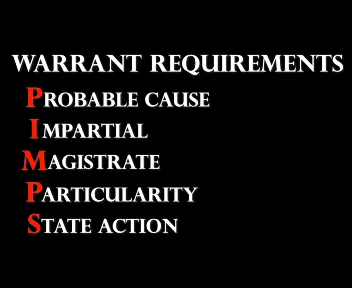 WARRANT REQUIREMENTS
PROBABLE CAUSE
IMPARTIAL
MAGISTRATE
PARTICULARITY
STATE ACTION